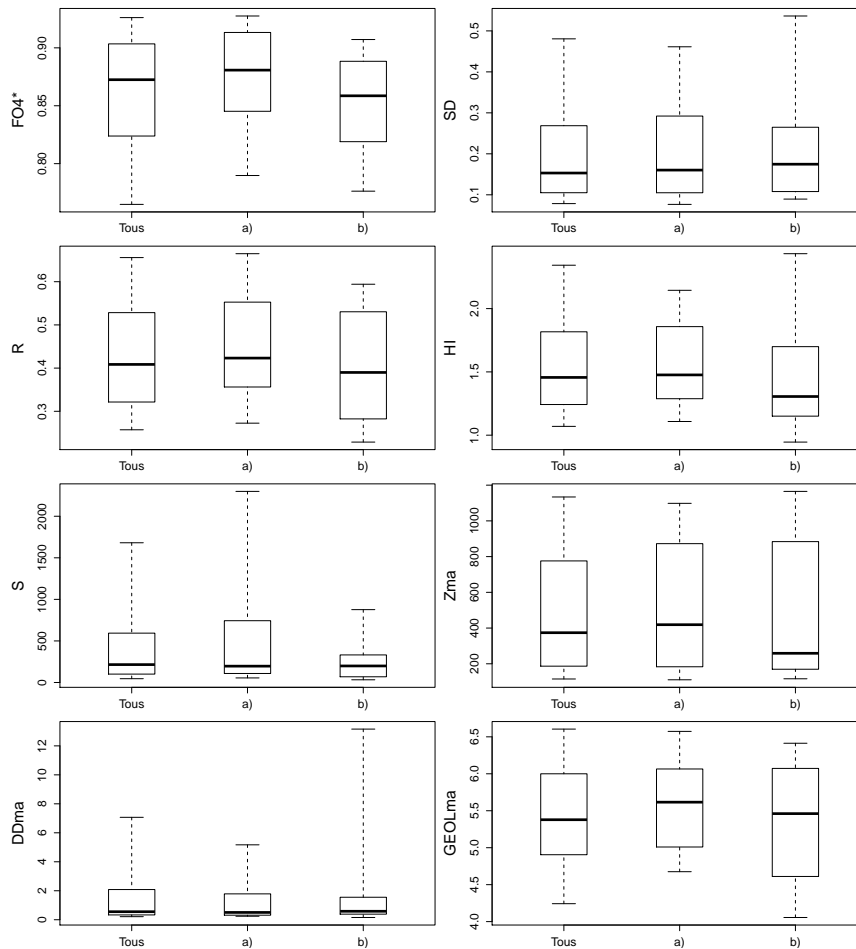 FO4*
0.80 0.85 0.90
Tous a) b)
SD
0.1 0.2 0.3 0.4 0.5
Tous a) b)
R
0.3 0.4 0.5 0.6
Tous a) b)
HI
1.0 1.5 2.0
Tous a) b)
S
0 500 1000 1500 2000
Tous a) b)
Zma
200 400 600 800 1000
Tous a) b)
DDma
0 2 4 6 8 10 12
Tous a) b)
GEOLma
4.0 4.5 5.0 5.5 6.0 6.5
Tous a) b)